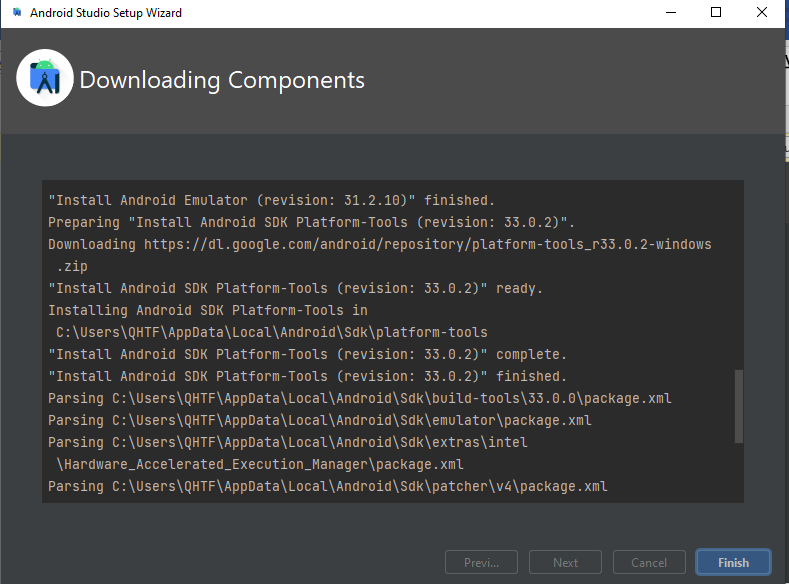 Android Studio Setup Wizard
Downloading Components
"Install Android Emulator (revision: 31.2.10)" finished.
Preparing "Install Android SDK Platform-Tools (revision: 33.0.2)".
Downloading https://dl.google.com/android/repository/platform-tools_r33.0.2-windows
.zip
"Install Android SDK Platform-Tools (revision: 33.0.2)" ready.
Installing Android SDK Platform-Tools in
C:\Users\QHTF\AppData\Local\Android\Sdk\platform-tools
"Install Android SDK Platform-Tools (revision: 33.0.2)" complete.
"Install Android SDK Platform-Tools (revision: 33.0.2)" finished.
Parsing C:\Users\QHTF\AppData\Local\Android\Sdk\build-tools\33.0.0\package.xml
Parsing C:\Users\QHTF\AppData\Local\Android\Sdk\emulator\package.xml
Parsing C:\Users\QHTF\AppData\Local\Android\Sdk\extras\intel
\Hardware_Accelerated_Execution_Manager\package.xml
Parsing C:\Users\QHTF\AppData\Local\Android\Sdk\patcher\v4\package.xml
Previ...
Next
Cancel
Finish